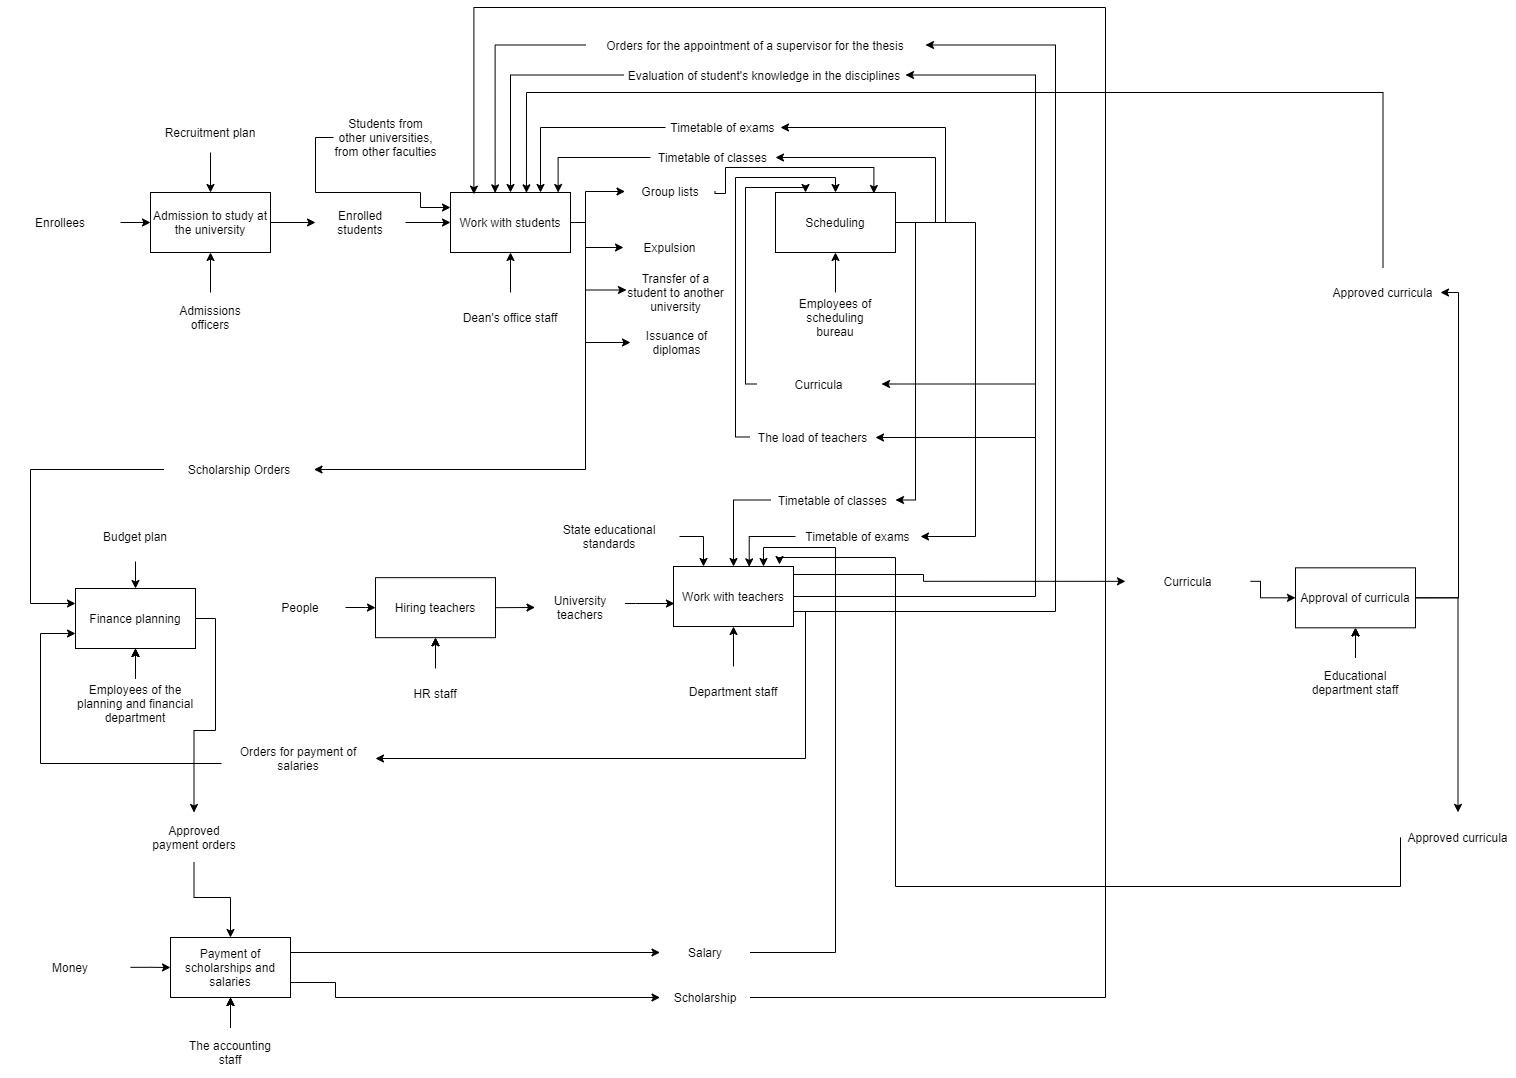 Orders for the appointment of a supervisor for the thesis
Evaluation of student's knowledge in the disciplines
Recruitment plan
Students from
other universities,
from other faculties
Timetable of exams
Timetable of classes
Group lists
Enrollees
Admission to study at
the university
Enrolled
students
Work with students
Scheduling
Expulsion
Transfer of a
student to another
university
Approved curricula
Admissions
officers
Dean's office staff
Employees of
scheduling
bureau
Issuance of
diplomas
Curricula
The load of teachers
Scholarship Orders
Timetable of classes
State educational
standards
Timetable of exams
Budget plan
Curricula
Finance planning
People
Hiring teachers
University
teachers
Work with teachers
Approval of curricula
Employees of the
planning and financial
department
HR staff
Department staff
Educational
department staff
Orders for payment of
salaries
Approved
payment orders
Approved curricula
Money
Payment of
scholarships and
salaries
Salary
Scholarship
The accounting
staff